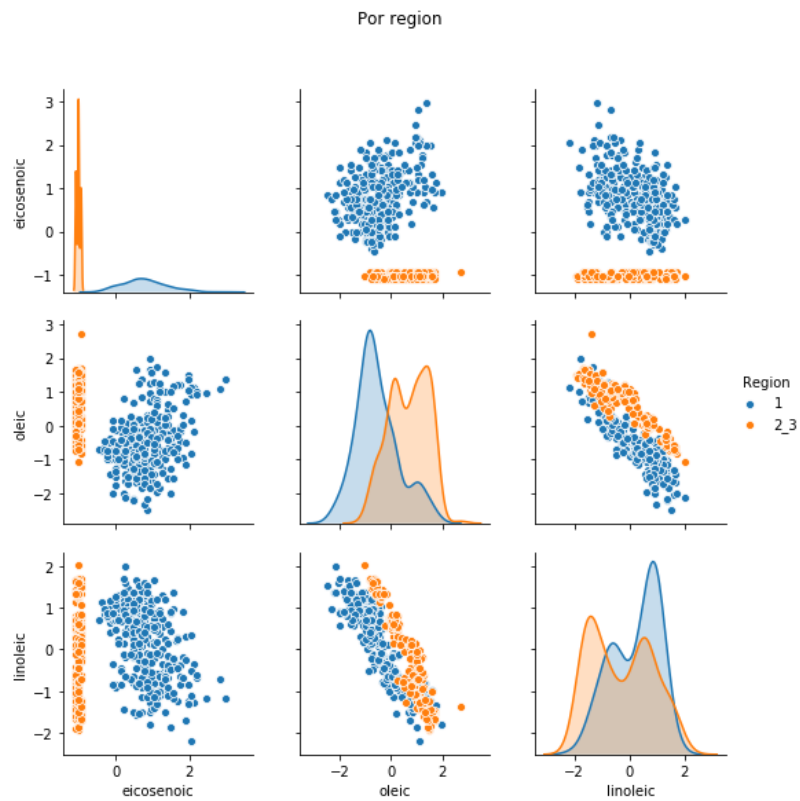 Por region
3
2
1
0
−1
eicosenoic
3
2
1
0
−1
−2
oleic
Region
1
2_3
2
1
0
−1
−2
linoleic
0 2
−2 0 2
−2 0 2
eicosenoic
oleic
linoleic